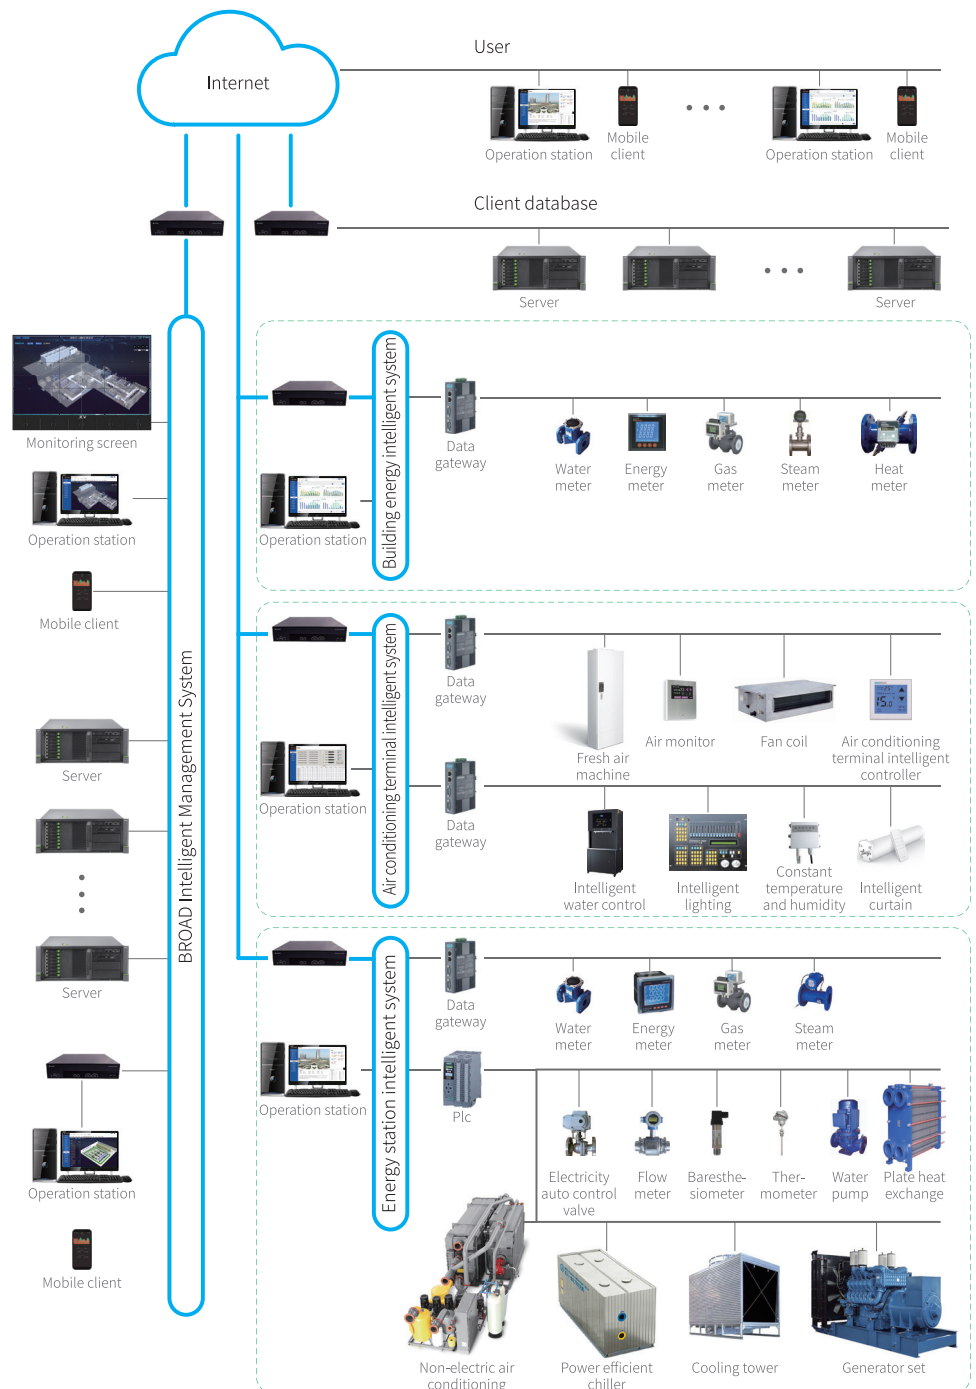 User
Internet
Operation station
Mobile
client
Operation station
Mobile
client
Client database
Server
Server
Monitoring screen
Operation station
Mobile client
Server
Server
Operation station
Mobile client
BROAD Intelligent Management System
Building energy intelligent system
Operation station
Data
gateway
Water
meter
Energy
meter
Gas
meter
Steam
meter
Heat
meter
Air conditioning terminal intelligent system
Operation station
Data
gateway
Fresh air
machine
Air monitor
Fan coil
Air conditioning
terminal intelligent
controller
Data
gateway
Intelligent
water control
Intelligent
lighting
Constant
temperature
and humidity
Intelligent
curtain
Energy station intelligent system
Operation station
Data
gateway
Water
meter
Energy
meter
Gas
meter
Steam
meter
Plc
Electricity
auto control
valve
Flow
meter
Baresthe-
siometer
Ther-
mometer
Water
pump
Plate heat
exchange
Non-electric air
conditioning
Power efficient
chiller
Cooling tower
Generator set